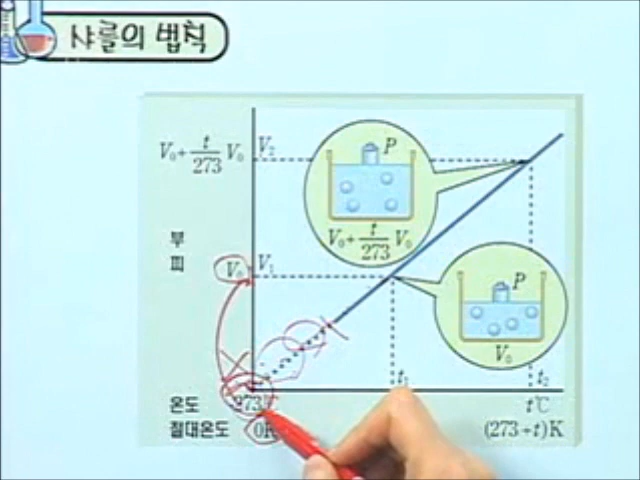 샤를의 법칙
V₀+t/273 V₀ V₂
P
V₀+t/273 V₀
부
피
V₀ V₁
P
V₀
t₁ t₂
온도 t℃
절대온도 0K (273+t)K